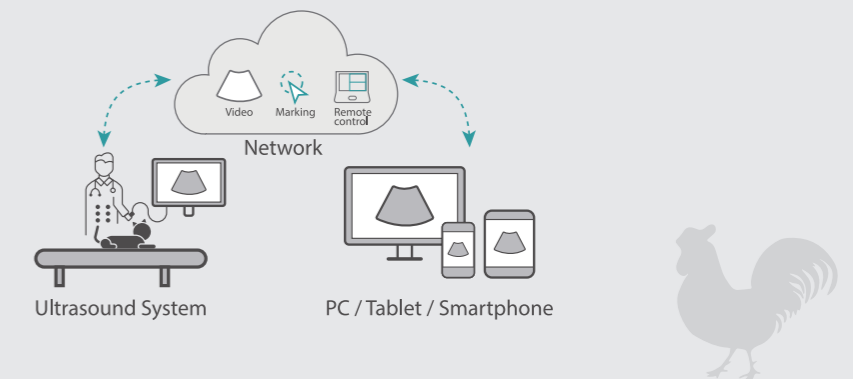 Video
Marking
Remote
control
Network
Ultrasound System
PC / Tablet / Smartphone